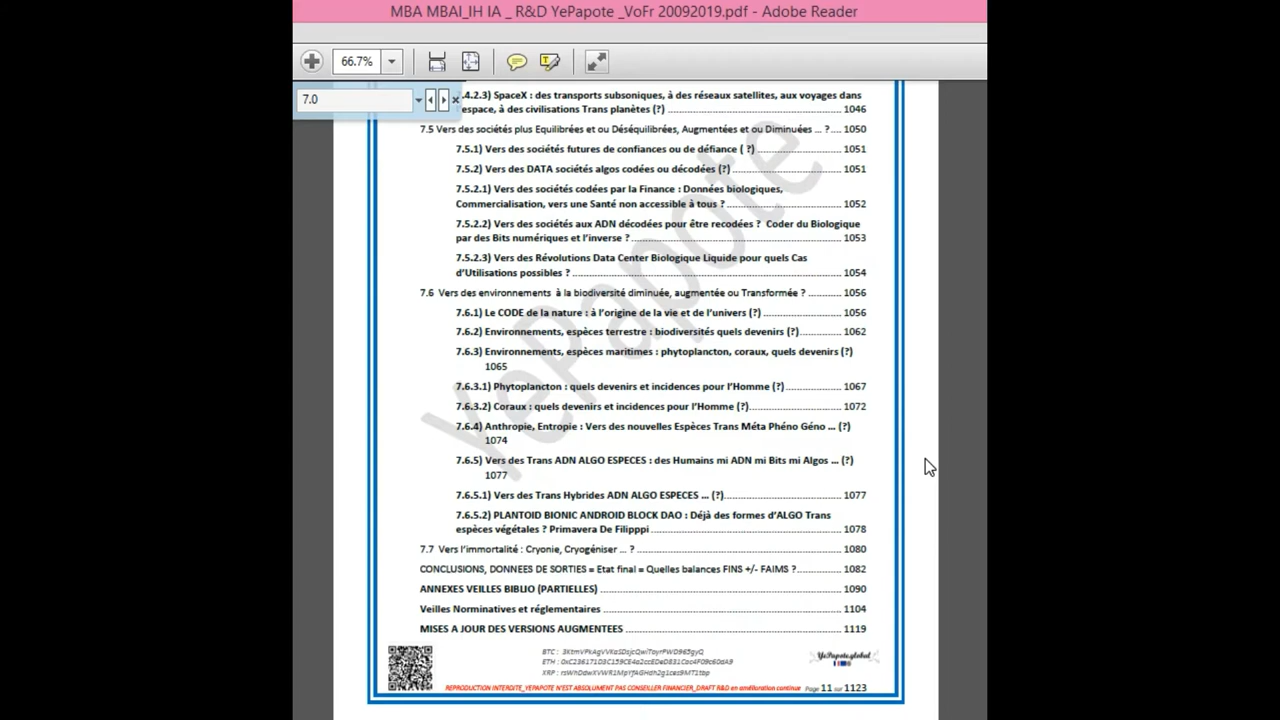 MBA MBAI_IH IA _ R&D YePapote _VoFr 20092019.pdf - Adobe Reader
66.7%
7.0
.4.2.3) SpaceX : des transports subsoniques, à des réseaux satellites, aux voyages dans
espace, à des civilisations Trans planètes (?) 1046
7.5 Vers des sociétés plus Equilibrées et ou Déséquilibrées, Augmentées et ou Diminuées ... ?.... 1050
7.5.1) Vers des sociétés futures de confiances ou de défiance ( ?) 1051
7.5.2) Vers des DATA sociétés algos codées ou décodées (?) 1051
7.5.2.1) Vers des sociétés codées par la Finance : Données biologiques,
Commercialisation, vers une Santé non accessible à tous ? 1052
7.5.2.2) Vers des sociétés aux ADN décodées pour être recodées ? Coder du Biologique
par des Bits numériques et l'inverse ? 1053
7.5.2.3) Vers des Révolutions Data Center Biologique Liquide pour quels Cas
d'Utilisations possibles ? 1054
7.6 Vers des environnements à la biodiversité diminuée, augmentée ou Transformée ? 1056
7.6.1) Le CODE de la nature : à l'origine de la vie et de l'univers (?) 1056
7.6.2) Environnements, espèces terrestre : biodiversités quels devenirs (?) 1062
7.6.3) Environnements, espèces maritimes : phytoplancton, coraux, quels devenirs (?)
1065
7.6.3.1) Phytoplancton : quels devenirs et incidences pour l'Homme (?) 1067
7.6.3.2) Coraux : quels devenirs et incidences pour l'Homme (?) 1072
7.6.4) Anthropie, Entropie : Vers des nouvelles Espèces Trans Méta Phéno Géno ... (?)
1074
7.6.5) Vers des Trans ADN ALGO ESPECES : des Humains mi ADN mi Bits mi Algos ... (?)
1077
7.6.5.1) Vers des Trans Hybrides ADN ALGO ESPECES ... (?) 1077
7.6.5.2) PLANTOID BIONIC ANDROID BLOCK DAO : Déjà des formes d'ALGO Trans
espèces végétales ? Primavera De Filipppi 1078
7.7 Vers l'immortalité : Cryonie, Cryogéniser ... ? 1080
CONCLUSIONS, DONNEES DE SORTIES = Etat final = Quelles balances FINS +/- FAIMS ? 1082
ANNEXES VEILLES BIBLIO (PARTIELLES) 1090
Veilles Norminatives et réglementaires 1104
MISES A JOUR DES VERSIONS AUGMENTEES 1119
YePapote
BTC :
ETH :
XRP :
YePapote.global
REPRODUCTION INTERDITE_YEPAPOTE N'EST ABSOLUMENT PAS CONSEILLER FINANCIER_DRAFT R&D en amélioration continue Page 11 sur 1123